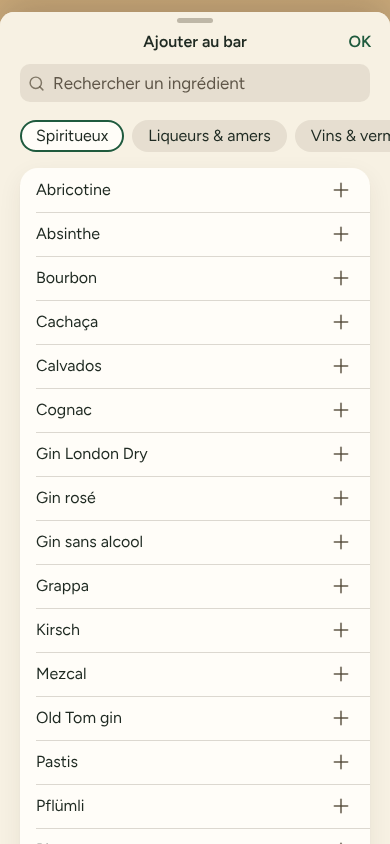 Ajouter au bar
OK
Rechercher un ingrédient
Spiritueux
Liqueurs & amers
Vins & verm
Abricotine
Absinthe
Bourbon
Cachaça
Calvados
Cognac
Gin London Dry
Gin rosé
Gin sans alcool
Grappa
Kirsch
Mezcal
Old Tom gin
Pastis
Pflümli